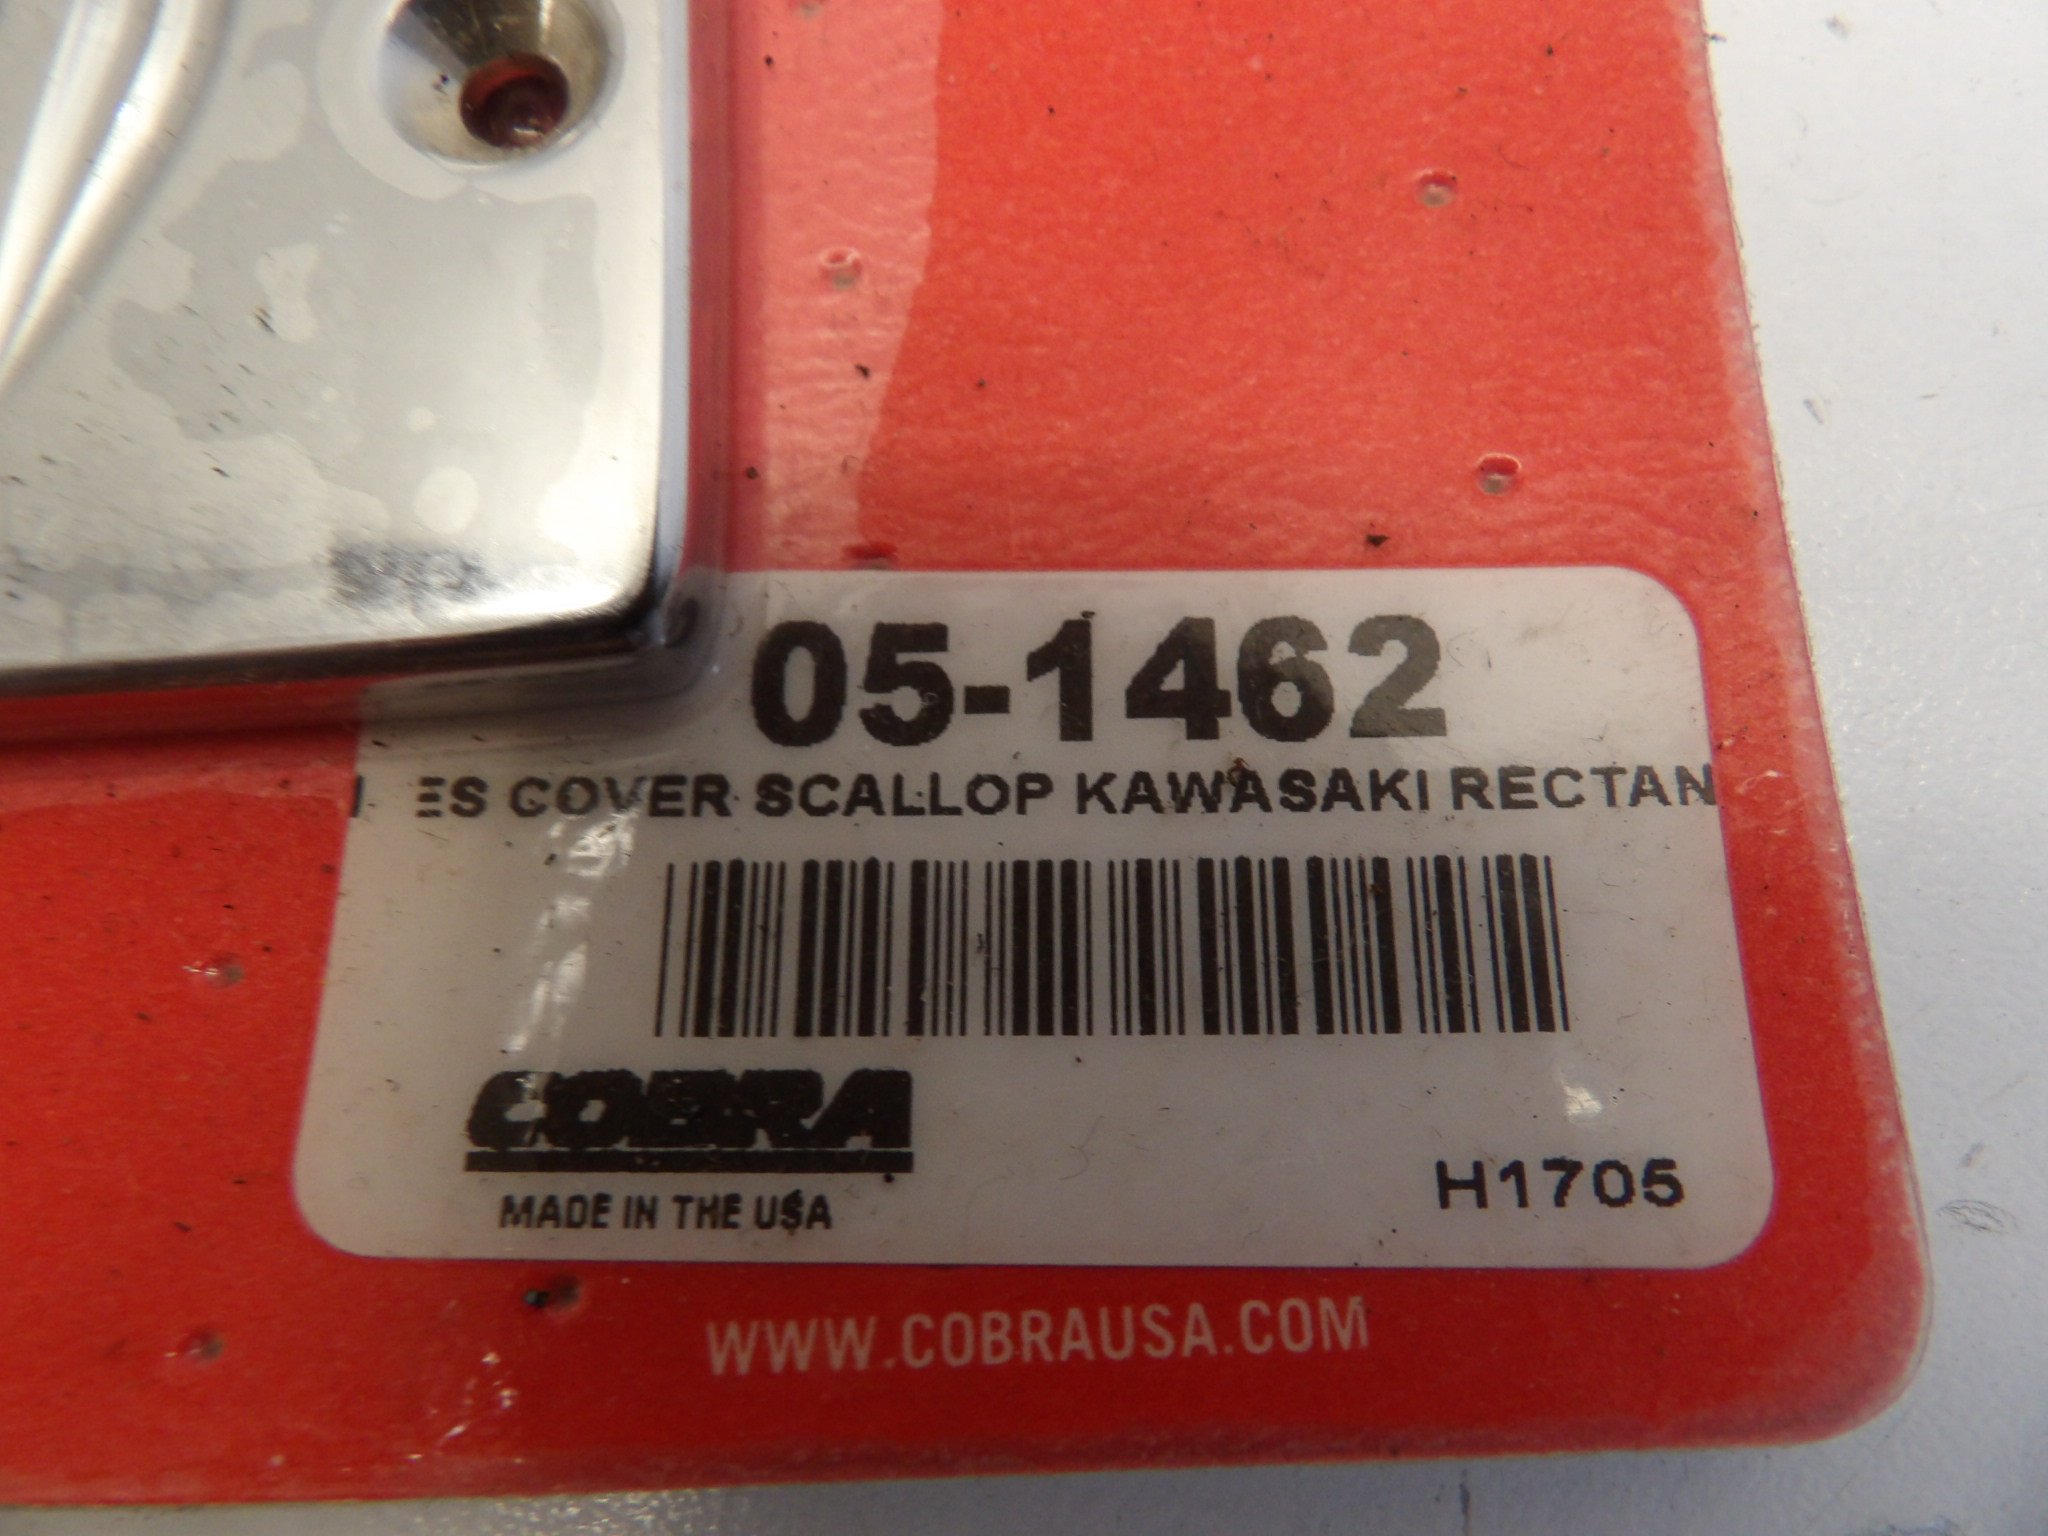 05-1462
ES COVER SCALLOP KAWASAKI RECTAN
COBRA
MADE IN THE USA
H1705
WWW.COBRAUSA.COM